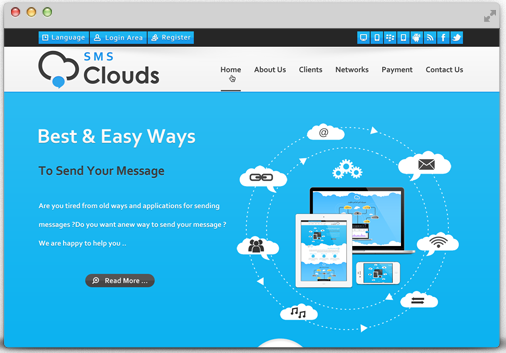 Language
Login Area
Register
SMS
Clouds
Home
About Us
Clients
Networks
Payment
Contact Us
Best & Easy Ways
To Send Your Message
Are you tired from old ways and applications for sending
messages ?Do you want anew way to send your message ?
We are happy to help you ..
Read More ...
@